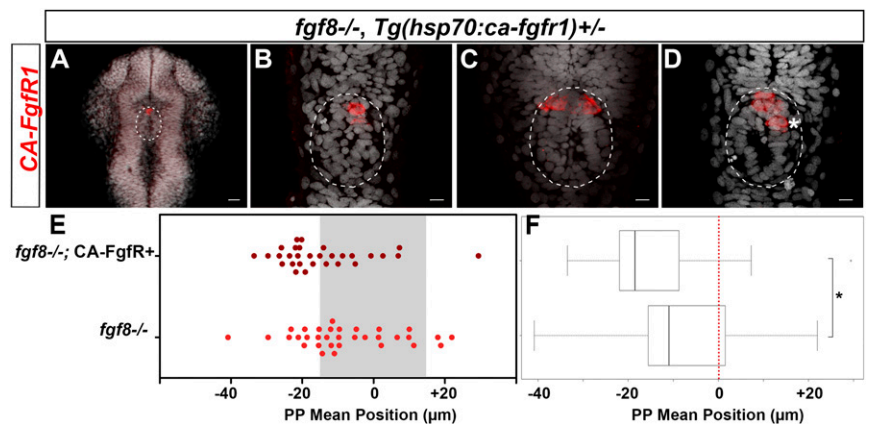 fgf8-/-, Tg(hsp70:ca-fgfr1)+/-
CA-FgfR1
A
B
C
D
*
E
F
fgf8-/-; CA-FgfR+
fgf8-/-
*
-40
-20
0
+20
-40
-20
0
+20
PP Mean Position (µm)
PP Mean Position (µm)